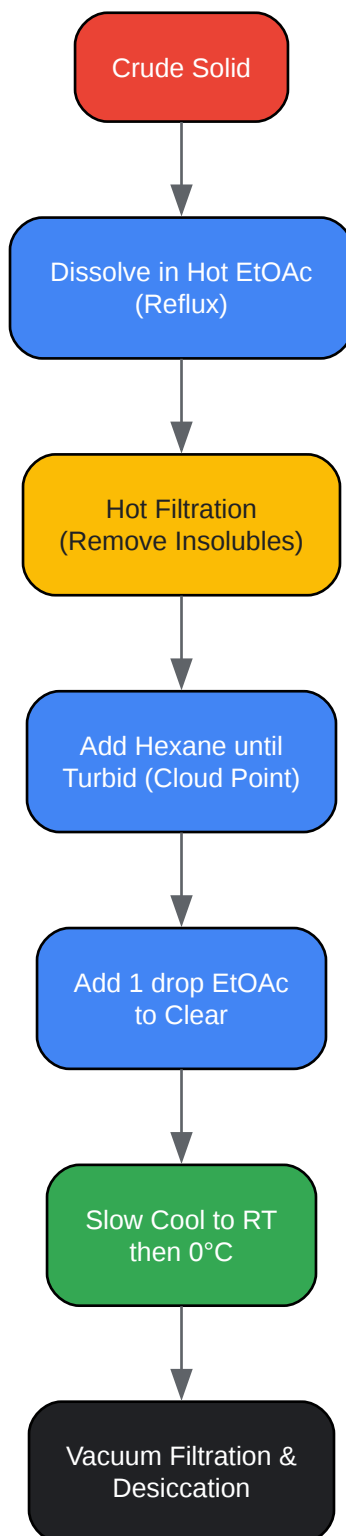 Crude Solid
Dissolve in Hot EtOAc
(Reflux)
Hot Filtration
(Remove Insolubles)
Add Hexane until
Turbid (Cloud Point)
Add 1 drop EtOAc
to Clear
Slow Cool to RT
then 0°C
Vacuum Filtration &
Desiccation